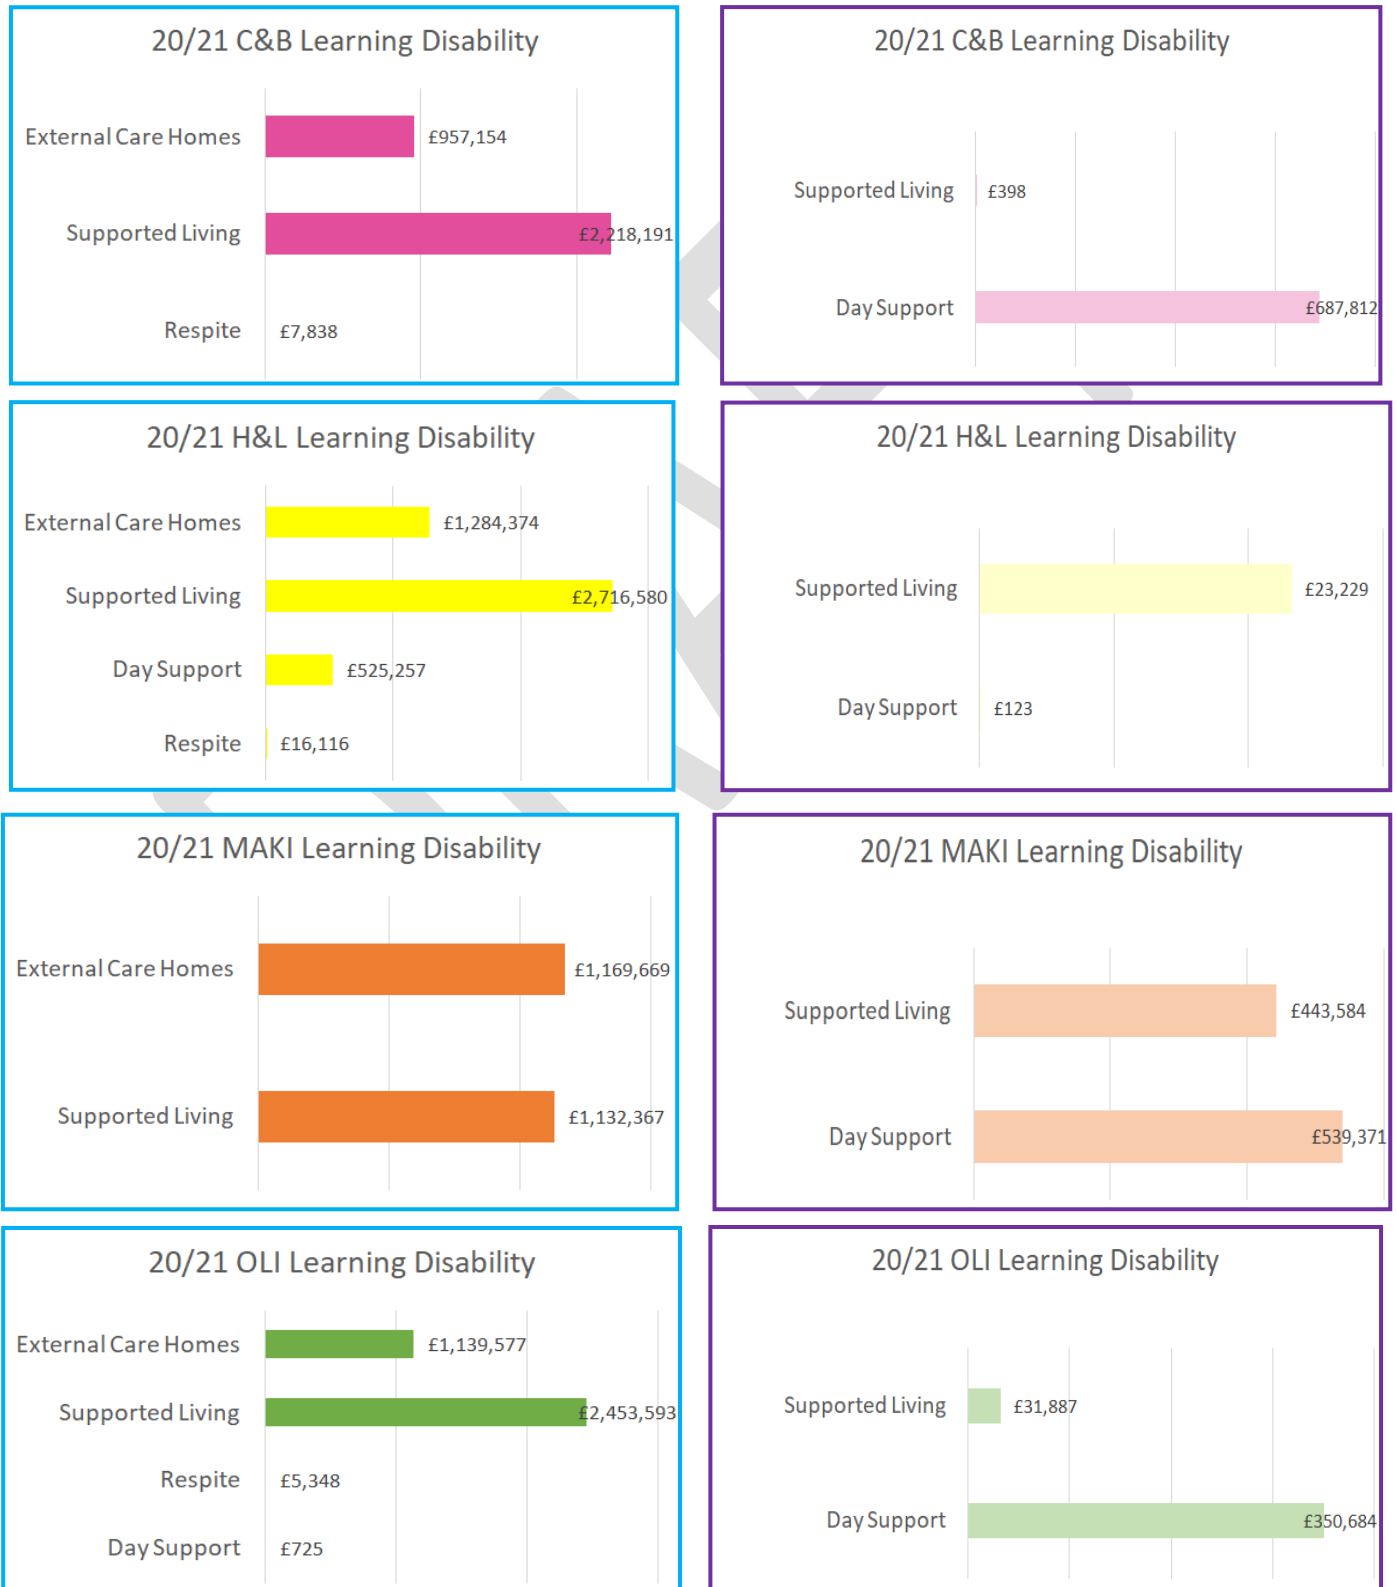 20/21 C&B Learning Disability
External Care Homes £957,154
Supported Living £2,218,191
Respite £7,838
20/21 C&B Learning Disability
Supported Living £398
Day Support £687,812
20/21 H&L Learning Disability
External Care Homes £1,284,374
Supported Living £2,716,580
Day Support £525,257
Respite £16,116
20/21 H&L Learning Disability
Supported Living £23,229
Day Support £123
20/21 MAKI Learning Disability
External Care Homes £1,169,669
Supported Living £1,132,367
20/21 MAKI Learning Disability
Supported Living £443,584
Day Support £539,371
20/21 OLI Learning Disability
External Care Homes £1,139,577
Supported Living £2,453,593
Respite £5,348
Day Support £725
20/21 OLI Learning Disability
Supported Living £31,887
Day Support £350,684